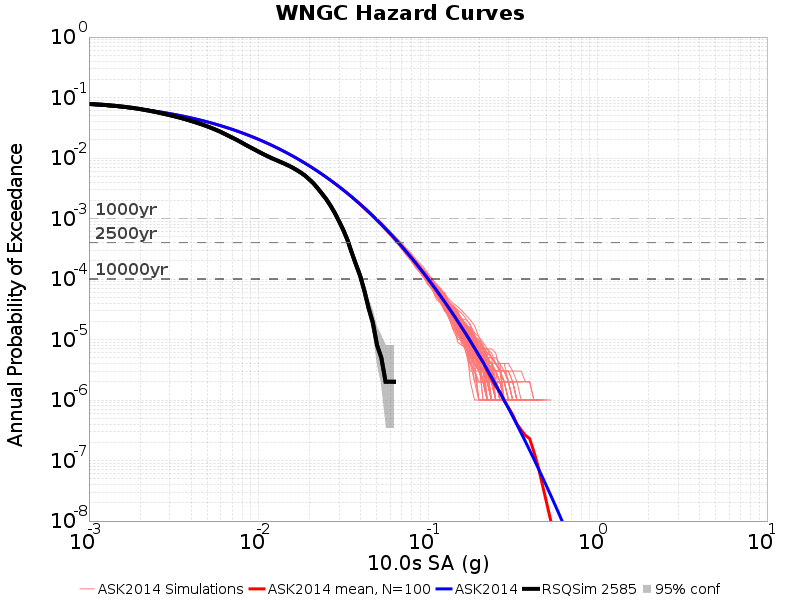 WNGC Hazard Curves
Annual Probability of Exceedance
10^0
10^-1
10^-2
10^-3
10^-4
10^-5
10^-6
10^-7
10^-8
1000yr
2500yr
10000yr
10^-3 10^-2 10^-1 10^0 10^1
10.0s SA (g)
ASK2014 Simulations ASK2014 mean, N=100 ASK2014 RSQSim 2585 95% conf